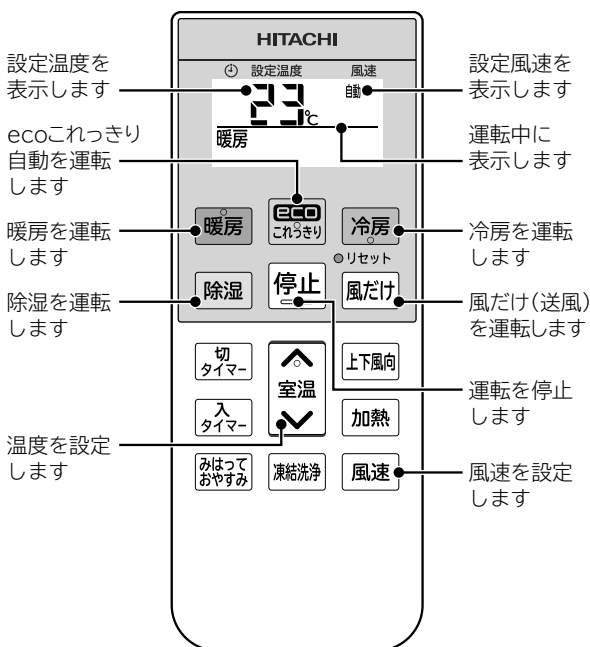 HITACHI
設定温度 風速
23℃ 自動
暖房
設定温度を
表示します
ecoこれっきり
自動を運転
します
暖房を運転
します
除湿を運転
します
温度を設定
します
暖房
eco
これっきり
冷房
リセット
除湿
停止
風だけ
切
タイマー
室温
上下風向
入
タイマー
加熱
みはって
おやすみ
凍結洗浄
風速
設定風速を
表示します
運転中に
表示します
冷房を運転
します
風だけ(送風)
を運転します
運転を停止
します
風速を設定
します